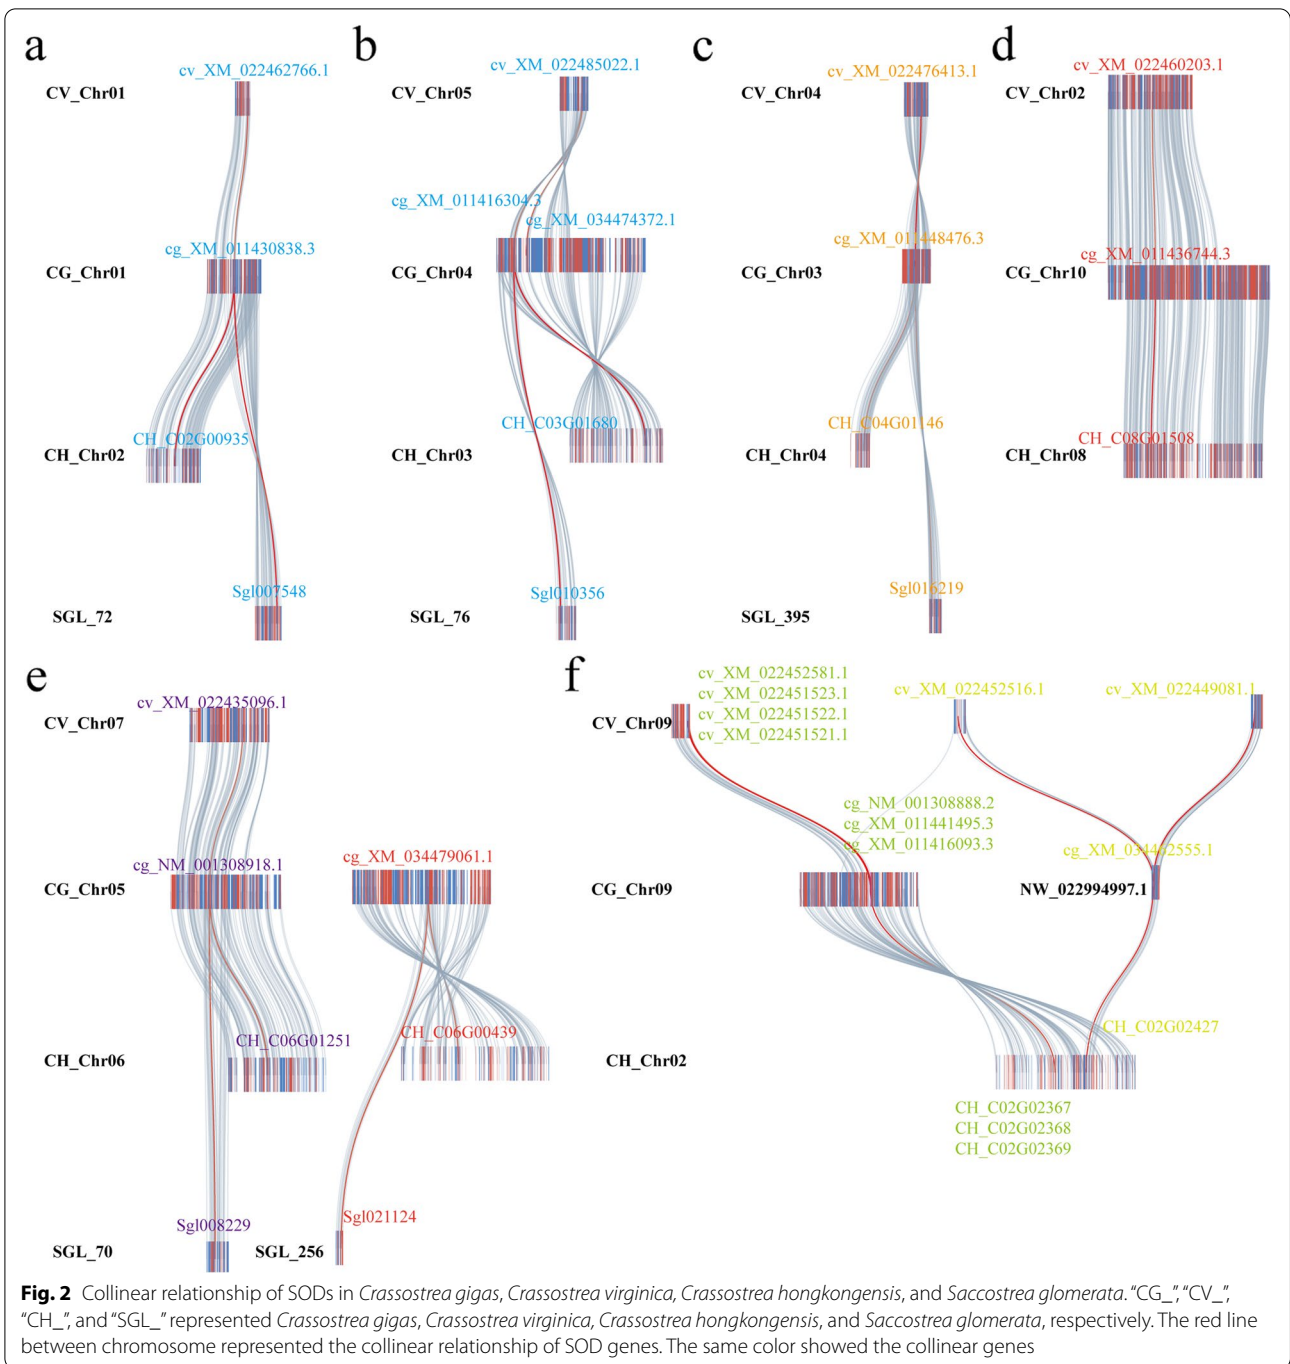 a
cv_XM_022462766.1
CV_Chr01
cg_XM_011430838.3
CG_Chr01
CH_C02G00935
CH_Chr02
Sgl007548
SGL_72
b
cv_XM_022485022.1
CV_Chr05
cg_XM_011416304.3
cg_XM_034474372.1
CG_Chr04
CH_C03G01680
CH_Chr03
Sgl010356
SGL_76
c
cv_XM_022476413.1
CV_Chr04
cg_XM_011448476.3
CG_Chr03
CH_C04G01146
CH_Chr04
Sgl016219
SGL_395
d
cv_XM_022460203.1
CV_Chr02
cg_XM_011436744.3
CG_Chr10
CH_C08G01508
CH_Chr08
e
cv_XM_022435096.1
CV_Chr07
cg_NM_001308918.1
CG_Chr05
cg_XM_034479061.1
CH_C06G01251
CH_C06G00439
CH_Chr06
Sgl008229
SGL_70
Sgl021124
SGL_256
f
cv_XM_022452581.1
cv_XM_022451523.1
cv_XM_022451522.1
cv_XM_022451521.1
CV_Chr09
cv_XM_022452516.1
cv_XM_022449081.1
cg_NM_001308888.2
cg_XM_011441495.3
cg_XM_011416093.3
CG_Chr09
NW_022994997.1
CH_C02G02427
CH_Chr02
CH_C02G02367
CH_C02G02368
CH_C02G02369
Fig. 2 Collinear relationship of SODs in Crassostrea gigas, Crassostrea virginica, Crassostrea hongkongensis, and Saccostrea glomerata. “CG_”, “CV_”,
“CH_”, and “SGL_” represented Crassostrea gigas, Crassostrea virginica, Crassostrea hongkongensis, and Saccostrea glomerata, respectively. The red line
between chromosome represented the collinear relationship of SOD genes. The same color showed the collinear genes